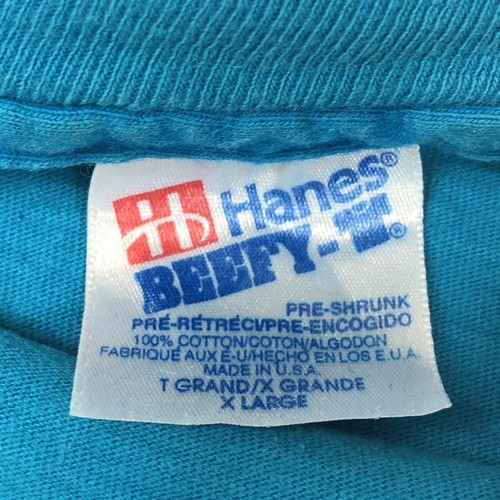 H Hanes®
BEEFY-T.®
PRE-SHRUNK
PRÉ-RÉTRÉCI/PRE-ENCOGIDO
100% COTTON/COTON/ALGODON
FABRIQUÉ AUX É-U/HECHO EN LOS E.U.A.
MADE IN U.S.A.
T GRAND/X GRANDE
X LARGE